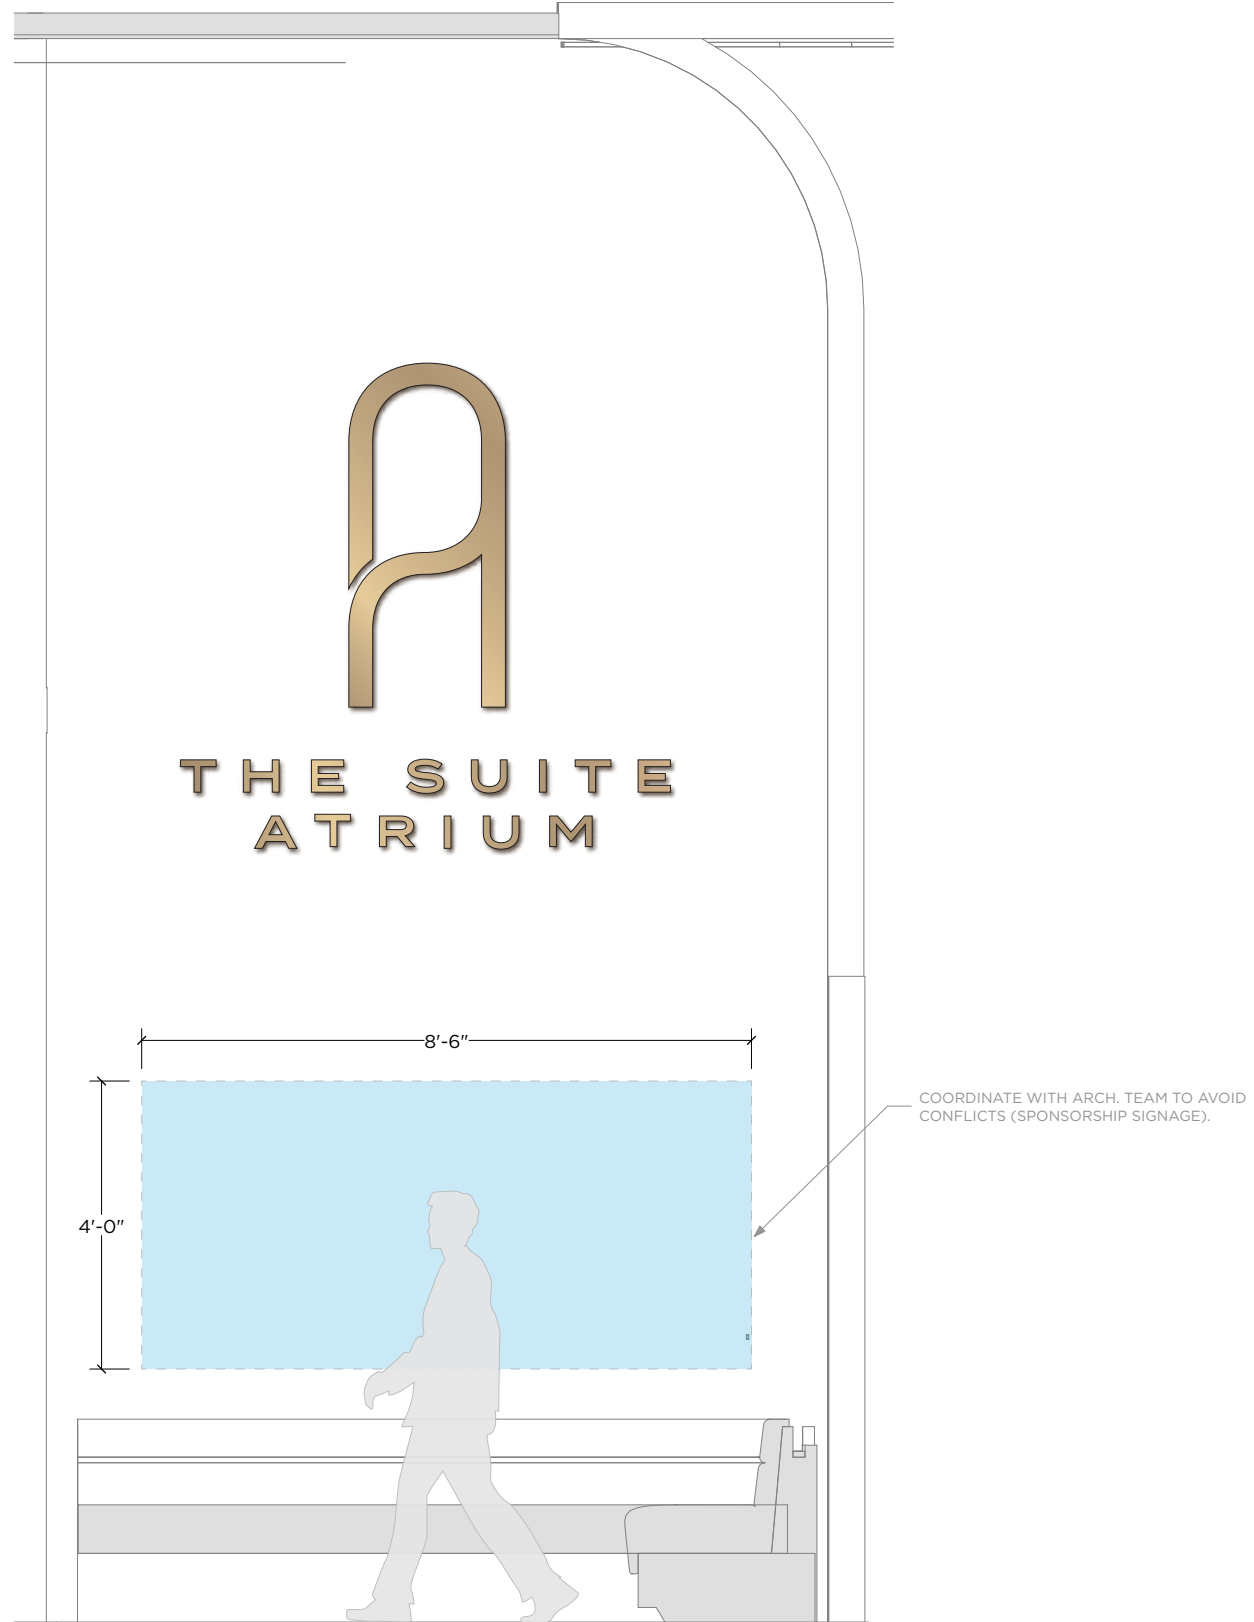 THE SUITE
ATRIUM
8'-6"
4'-0"
COORDINATE WITH ARCH. TEAM TO AVOID
CONFLICTS (SPONSORSHIP SIGNAGE).